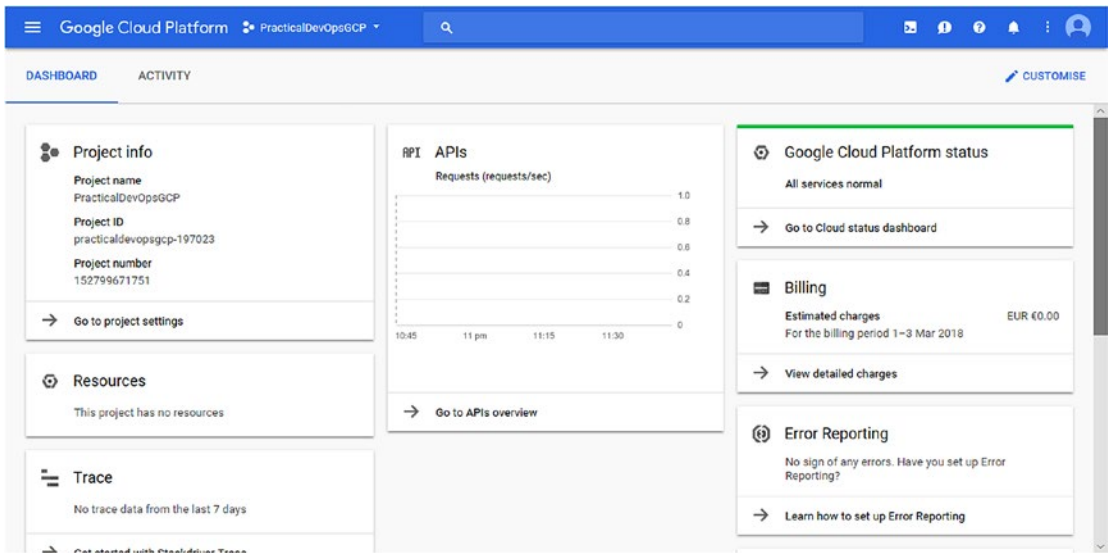 Google Cloud Platform
PracticalDevOpsGCP
DASHBOARD
ACTIVITY
CUSTOMISE
Project info
Project name
PracticalDevOpsGCP
Project ID
practicaldevopsgcp-197023
Project number
152799671751
Go to project settings
Resources
This project has no resources
Trace
No trace data from the last 7 days
Get started with Stackdriver Trace
API APIs
Requests (requests/sec)
1.0
0.8
0.6
0.4
0.2
0
10:45 11 pm 11:15 11:30
Go to APIs overview
Google Cloud Platform status
All services normal
Go to Cloud status dashboard
Billing
Estimated charges EUR €0.00
For the billing period 1–3 Mar 2018
View detailed charges
Error Reporting
No sign of any errors. Have you set up Error
Reporting?
Learn how to set up Error Reporting